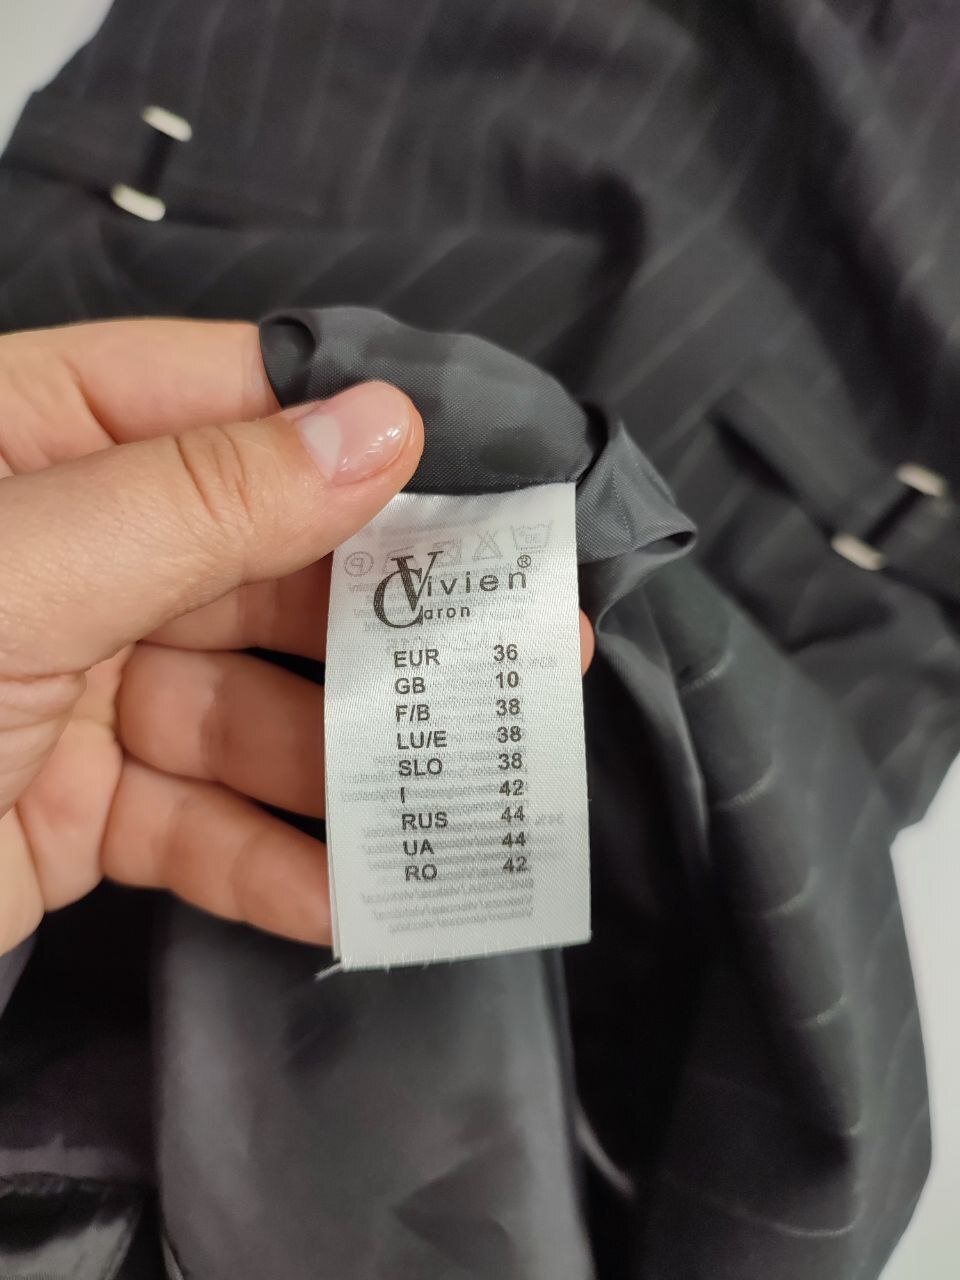 Vivien®
Caron
EUR 36
GB 10
F/B 38
LU/E 38
SLO 38
I 42
RUS 44
UA 44
RO 42